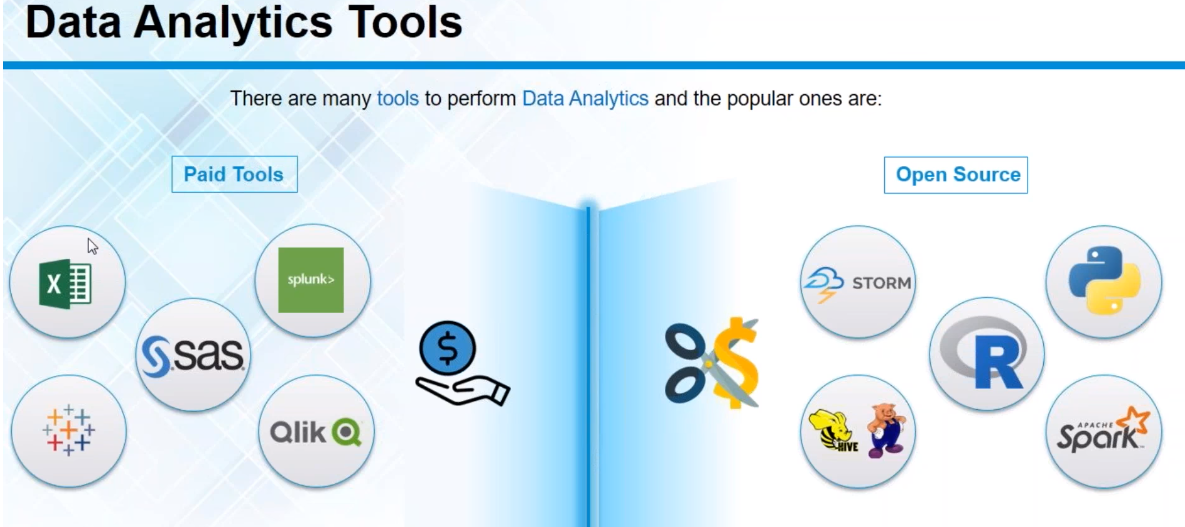 Data Analytics Tools
There are many tools to perform Data Analytics and the popular ones are:
Paid Tools
Open Source
X
splunk>
S.sas
Qlik Q
$
$
STORM
R
HIVE
APACHE
Spark